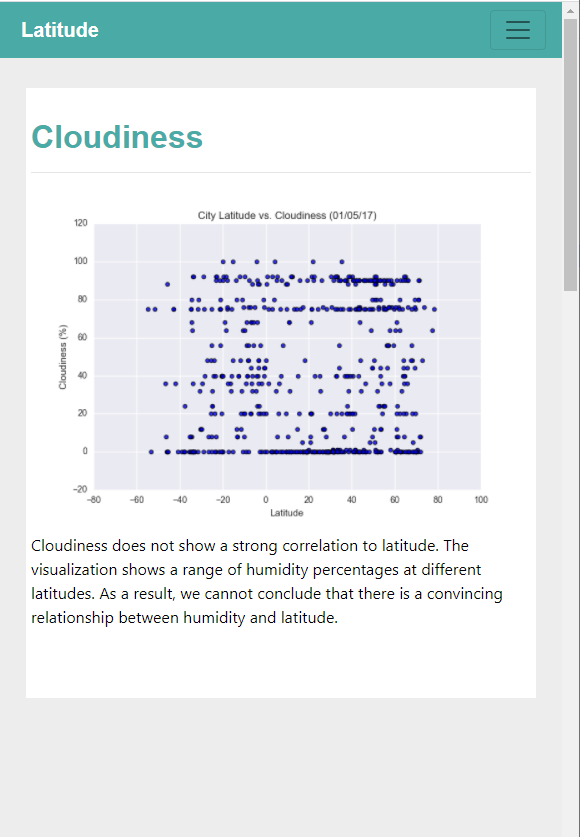 Latitude
Cloudiness
City Latitude vs. Cloudiness (01/05/17)
120
100
80
60
40
20
0
−20
Cloudiness (%)
−80 −60 −40 −20 0 20 40 60 80 100
Latitude
Cloudiness does not show a strong correlation to latitude. The
visualization shows a range of humidity percentages at different
latitudes. As a result, we cannot conclude that there is a convincing
relationship between humidity and latitude.